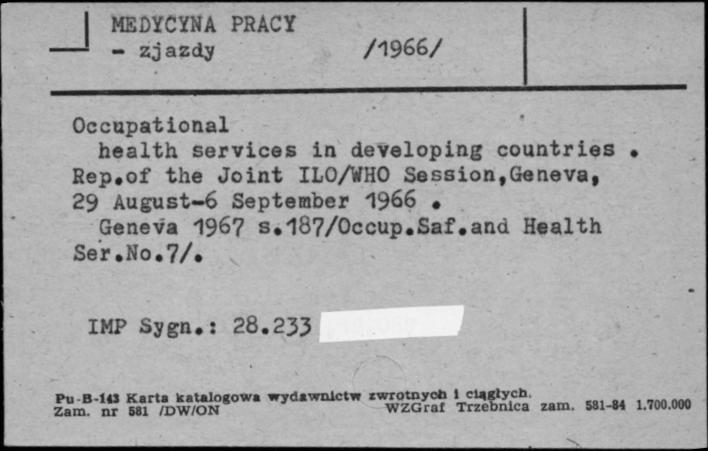 MEDYCYNA PRACY
- zjazdy /1966/
Occupational
health services in developing countries .
Rep.of the Joint ILO/WHO Session,Geneva,
29 August-6 September 1966 .
Geneva 1967 s.187/Occup.Saf.and Health
Ser.No.7/.
IMP Sygn.: 28.233
Pu-B-143 Karta katalogowa wydawnictw zwrotnych i ciągłych.
Zam. nr 581 /DW/ON WZGraf Trzebnica zam. 581-84 1.700.000